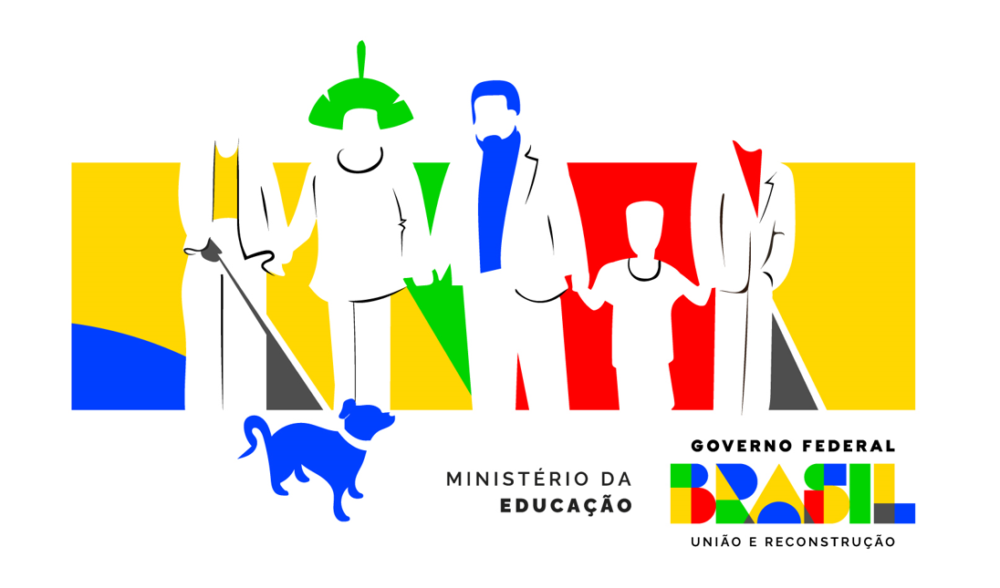 MINISTÉRIO DA
EDUCAÇÃO
GOVERNO FEDERAL
BRASIL
UNIÃO E RECONSTRUÇÃO